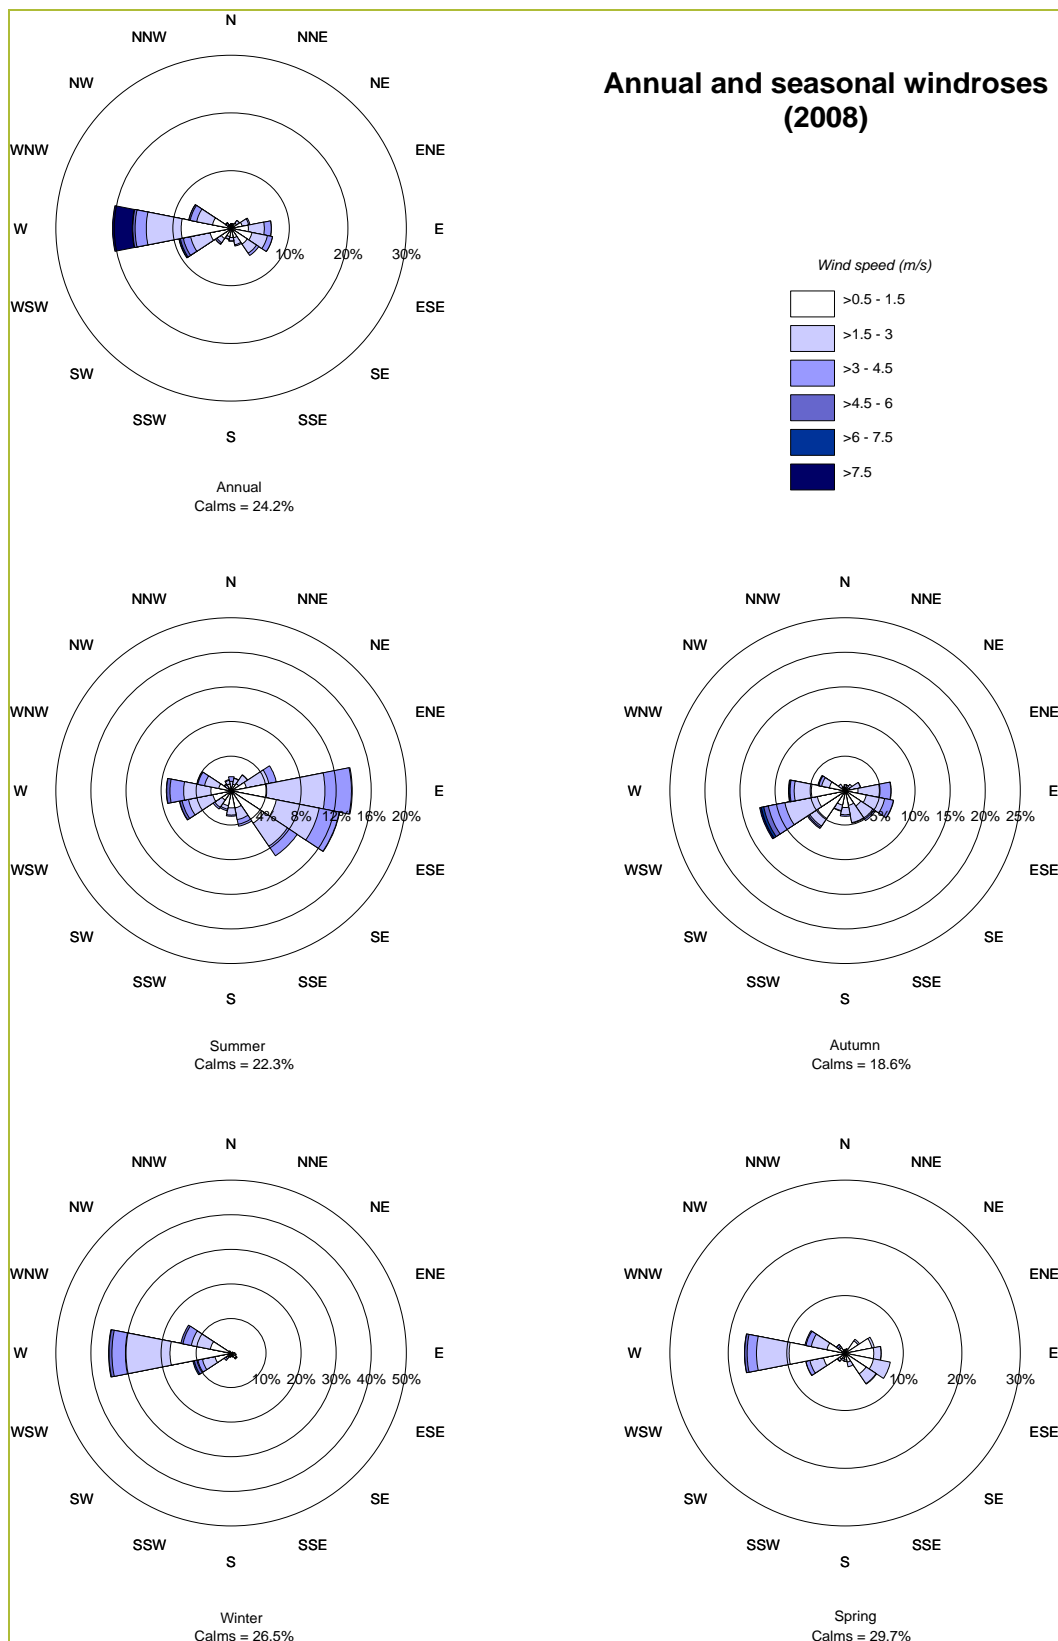 Annual and seasonal windroses
(2008)
N
NNW NNE
NW NE
WNW ENE
W E
10% 20% 30%
WSW ESE
SW SE
SSW SSE
S
Annual
Calms = 24.2%
Wind speed (m/s)
>0.5 - 1.5
>1.5 - 3
>3 - 4.5
>4.5 - 6
>6 - 7.5
>7.5
N
NNW NNE
NW NE
WNW ENE
W E
4% 8% 12% 16% 20%
WSW ESE
SW SE
SSW SSE
S
Summer
Calms = 22.3%
N
NNW NNE
NW NE
WNW ENE
W E
5% 10% 15% 20% 25%
WSW ESE
SW SE
SSW SSE
S
Autumn
Calms = 18.6%
N
NNW NNE
NW NE
WNW ENE
W E
10% 20% 30% 40% 50%
WSW ESE
SW SE
SSW SSE
S
Winter
Calms = 26.5%
N
NNW NNE
NW NE
WNW ENE
W E
10% 20% 30%
WSW ESE
SW SE
SSW SSE
S
Spring
Calms = 29.7%